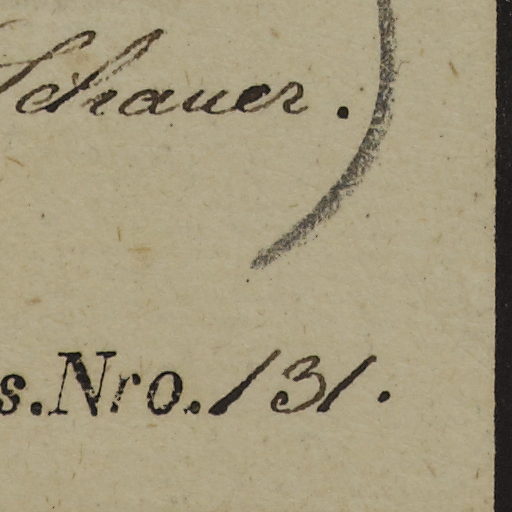 Schauer.
s. Nro. 131.